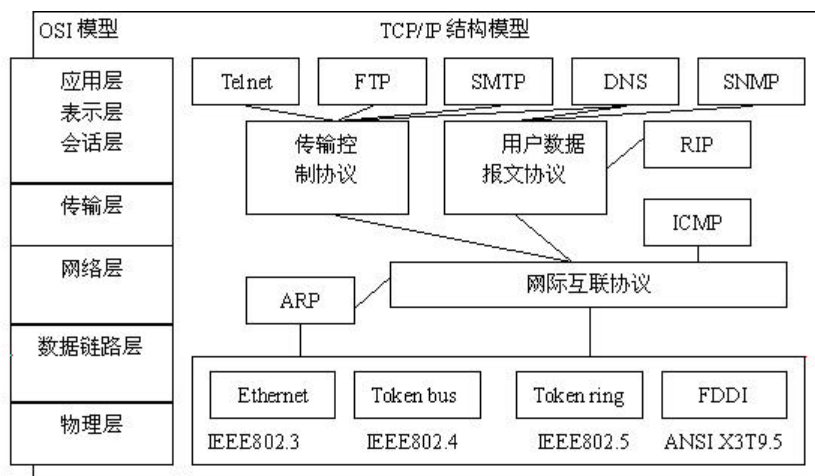 OSI 模型
TCP/IP 结构模型
应用层
表示层
会话层
传输层
网络层
数据链路层
物理层
Telnet
FTP
SMTP
DNS
SNMP
传输控
制协议
用户数据
报文协议
RIP
ICMP
ARP
网际互联协议
Ethernet
Token bus
Token ring
FDDI
IEEE802.3
IEEE802.4
IEEE802.5
ANSI X3T9.5